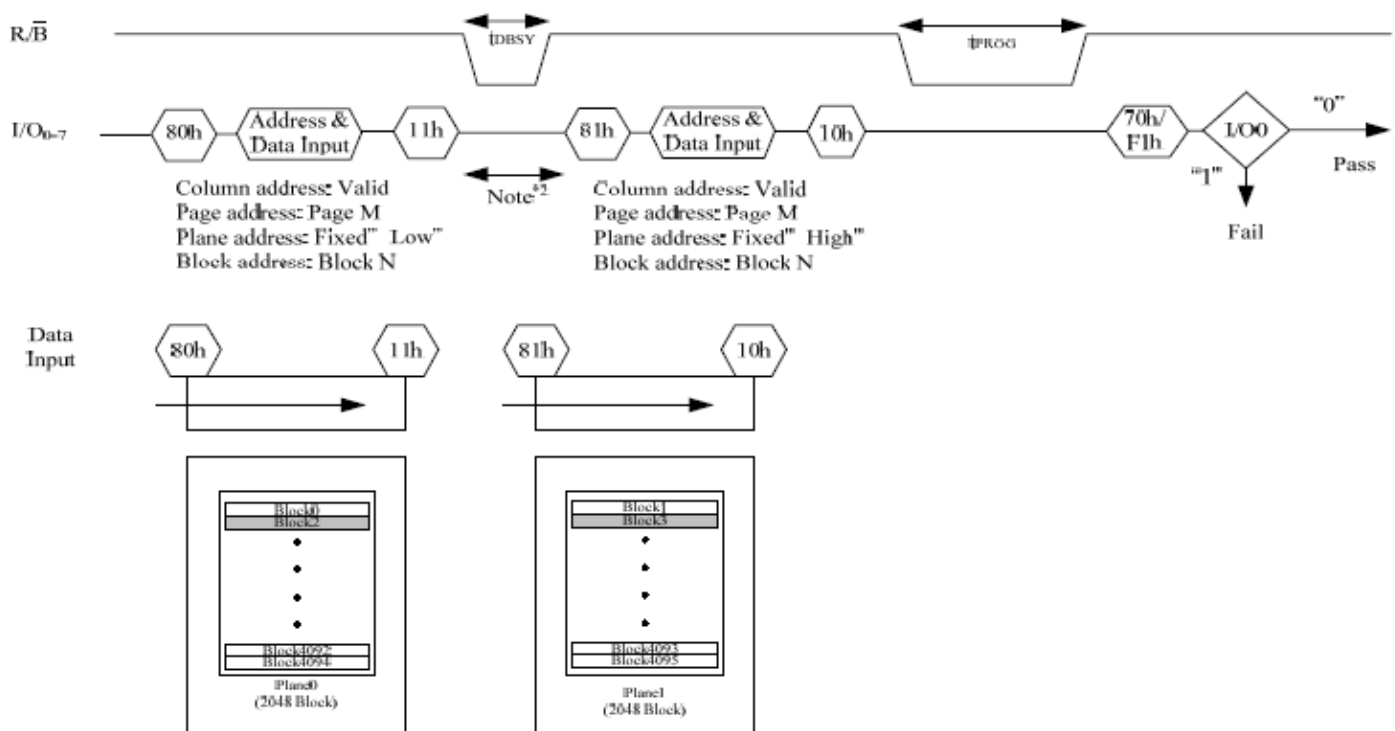 R/B̅
tDBSY
tPROG
I/O0~7
80h
Address &
Data Input
11h
81h
Address &
Data Input
10h
70h/
F1h
I/O0
"0"
Pass
"1"
Fail
Note*2
Column address: Valid
Page address: Page M
Plane address: Fixed" Low"
Block address: Block N
Column address: Valid
Page address: Page M
Plane address: Fixed" High"
Block address: Block N
Data
Input
80h
11h
81h
10h
Block0
Block2
Block4092
Block4094
Plane0
(2048 Block)
Block1
Block3
Block4093
Block4095
Plane1
(2048 Block)